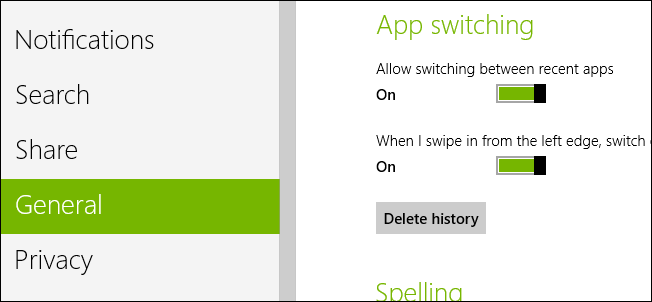 Notifications
Search
Share
General
Privacy
App switching
Allow switching between recent apps
On
When I swipe in from the left edge, switch
On
Delete history
Spelling